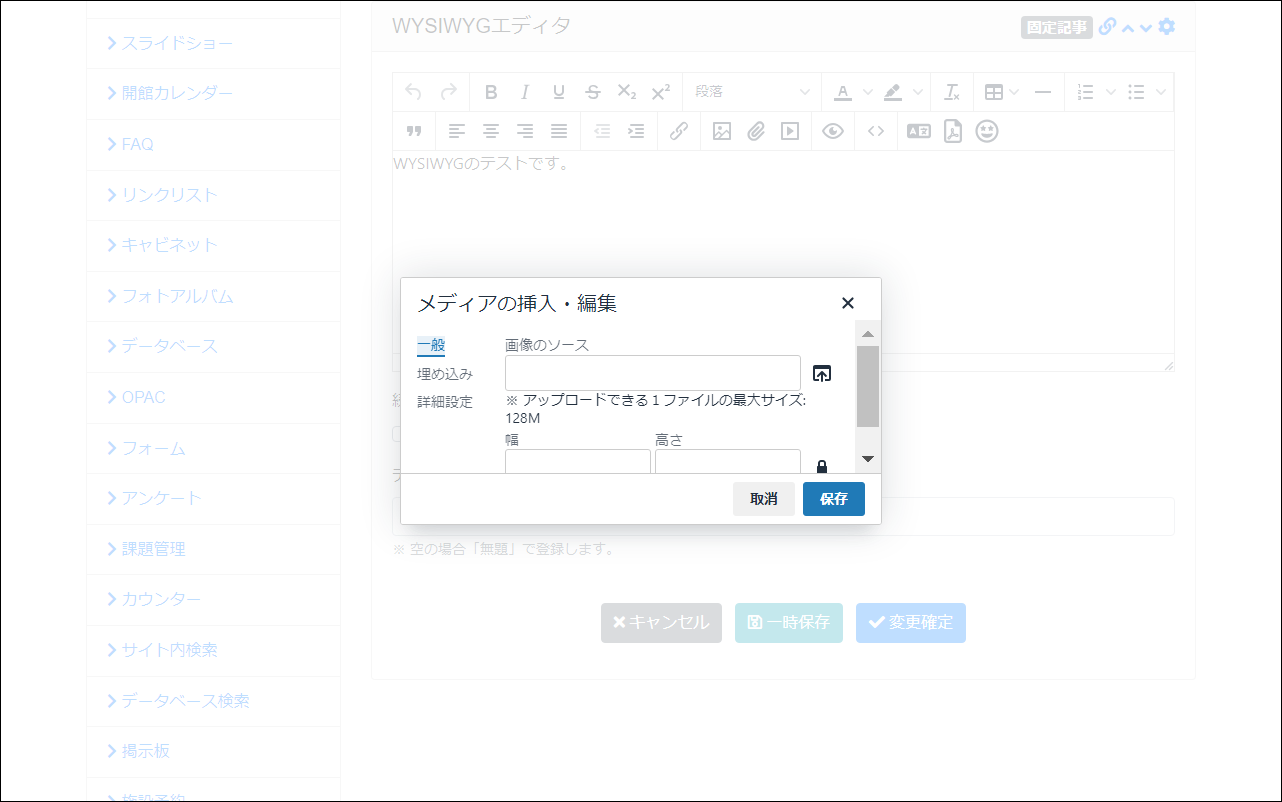 スライドショー
開館カレンダー
FAQ
リンクリスト
キャビネット
フォトアルバム
データベース
OPAC
フォーム
アンケート
課題管理
カウンター
サイト内検索
データベース検索
掲示板
施設予約
WYSIWYGエディタ
固定記事
段落
WYSIWYGのテストです。
メディアの挿入・編集
一般
埋め込み
詳細設定
画像のソース
※ アップロードできる１ファイルの最大サイズ:
128M
幅 高さ
取消 保存
※ 空の場合「無題」で登録します。
キャンセル 一時保存 変更確定